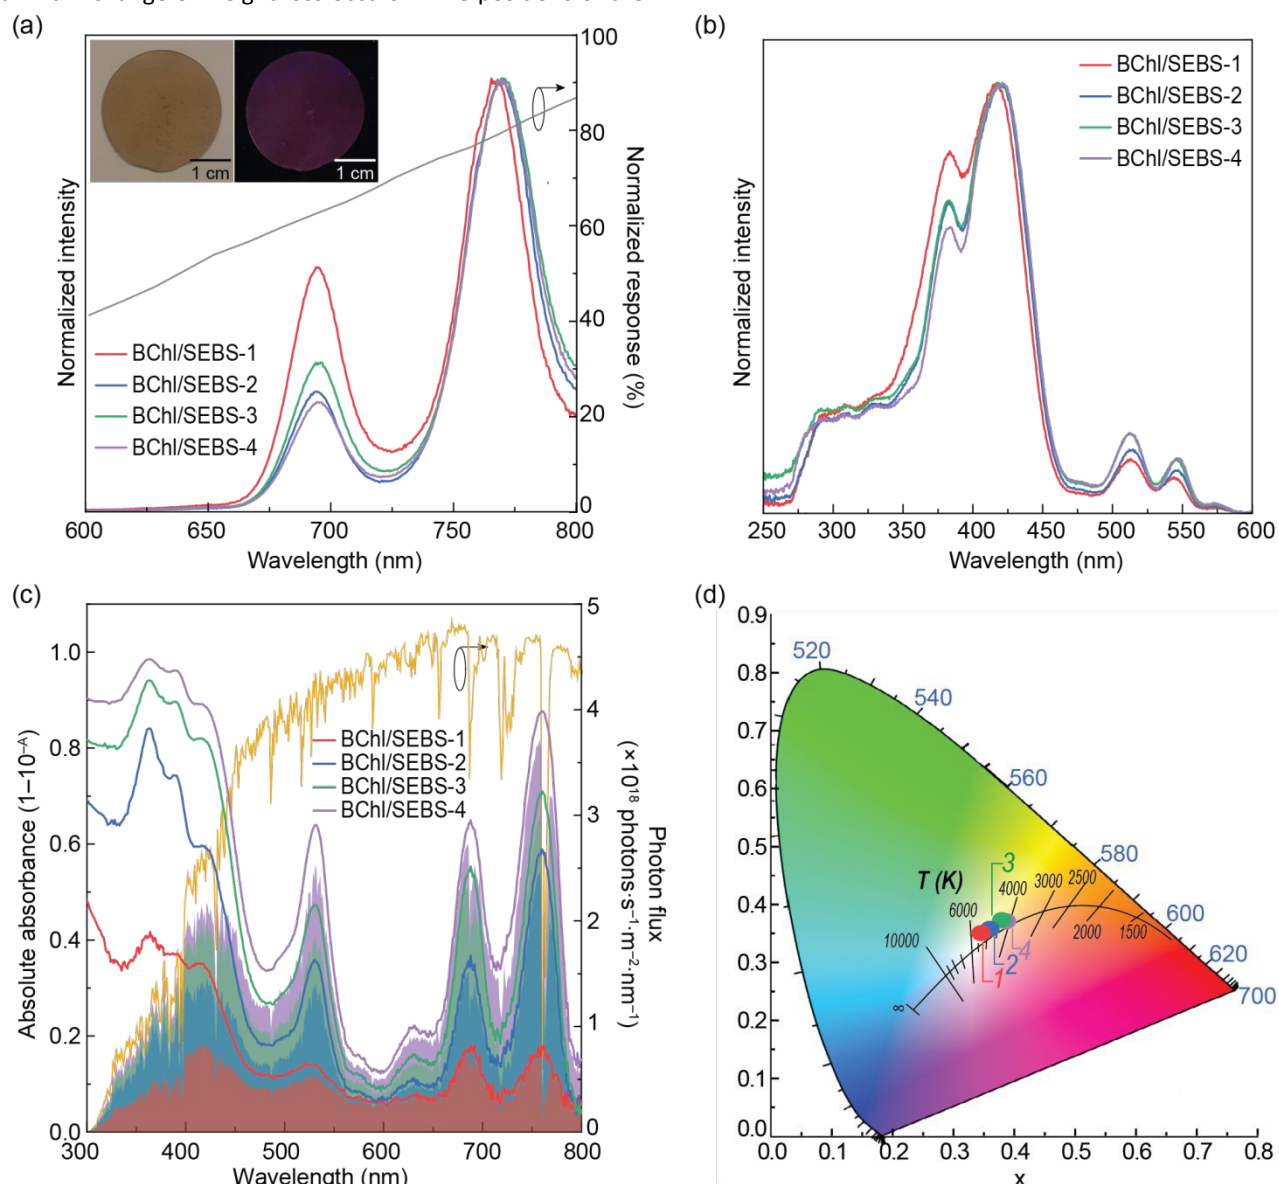 (a)
100
80
60
40
20
0
Normalized intensity
Normalized response (%)
1 cm
1 cm
BChl/SEBS-1
BChl/SEBS-2
BChl/SEBS-3
BChl/SEBS-4
600 650 700 750 800
Wavelength (nm)
(b)
Normalized intensity
BChl/SEBS-1
BChl/SEBS-2
BChl/SEBS-3
BChl/SEBS-4
250 300 350 400 450 500 550 600
Wavelength (nm)
(c)
1.0
0.8
0.6
0.4
0.2
0.0
Absolute absorbance (1–10⁻ᴬ)
BChl/SEBS-1
BChl/SEBS-2
BChl/SEBS-3
BChl/SEBS-4
5
4
3
2
1
0
Photon flux
(×10¹⁸ photons·s⁻¹·m⁻²·nm⁻¹)
300 400 500 600 700 800
Wavelength (nm)
(d)
0.9
0.8
0.7
0.6
0.5
0.4
0.3
0.2
0.1
0.0
520
540
560
580
600
620
700
T (K)
3
10000
6000
4000
3000
2500
2000
1500
∞
1
2
4
0.0 0.1 0.2 0.3 0.4 0.5 0.6 0.7 0.8
x